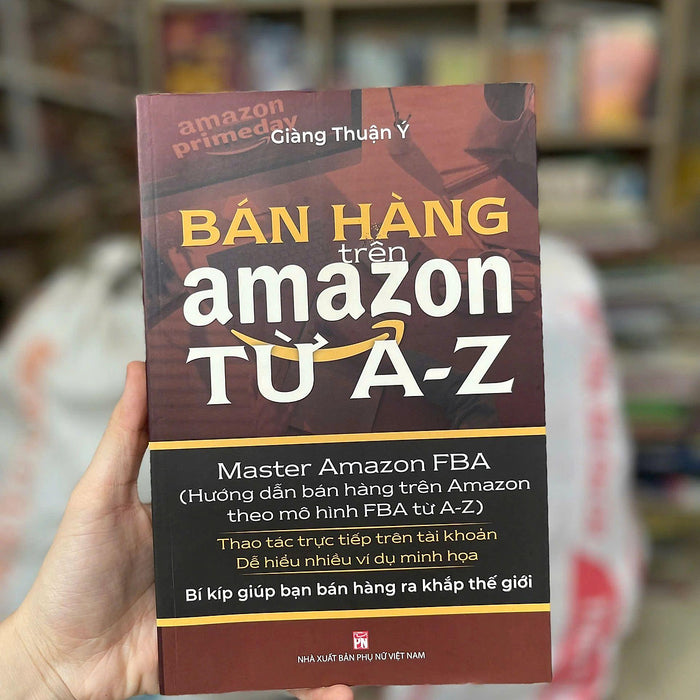 amazon
primeday
Giàng Thuận Ý
BÁN HÀNG
trên
amazon
TỪ A-Z
Master Amazon FBA
(Hướng dẫn bán hàng trên Amazon
theo mô hình FBA từ A-Z)
Thao tác trực tiếp trên tài khoản
Dễ hiểu nhiều ví dụ minh họa
Bí kíp giúp bạn bán hàng ra khắp thế giới
PN
NHÀ XUẤT BẢN PHỤ NỮ VIỆT NAM